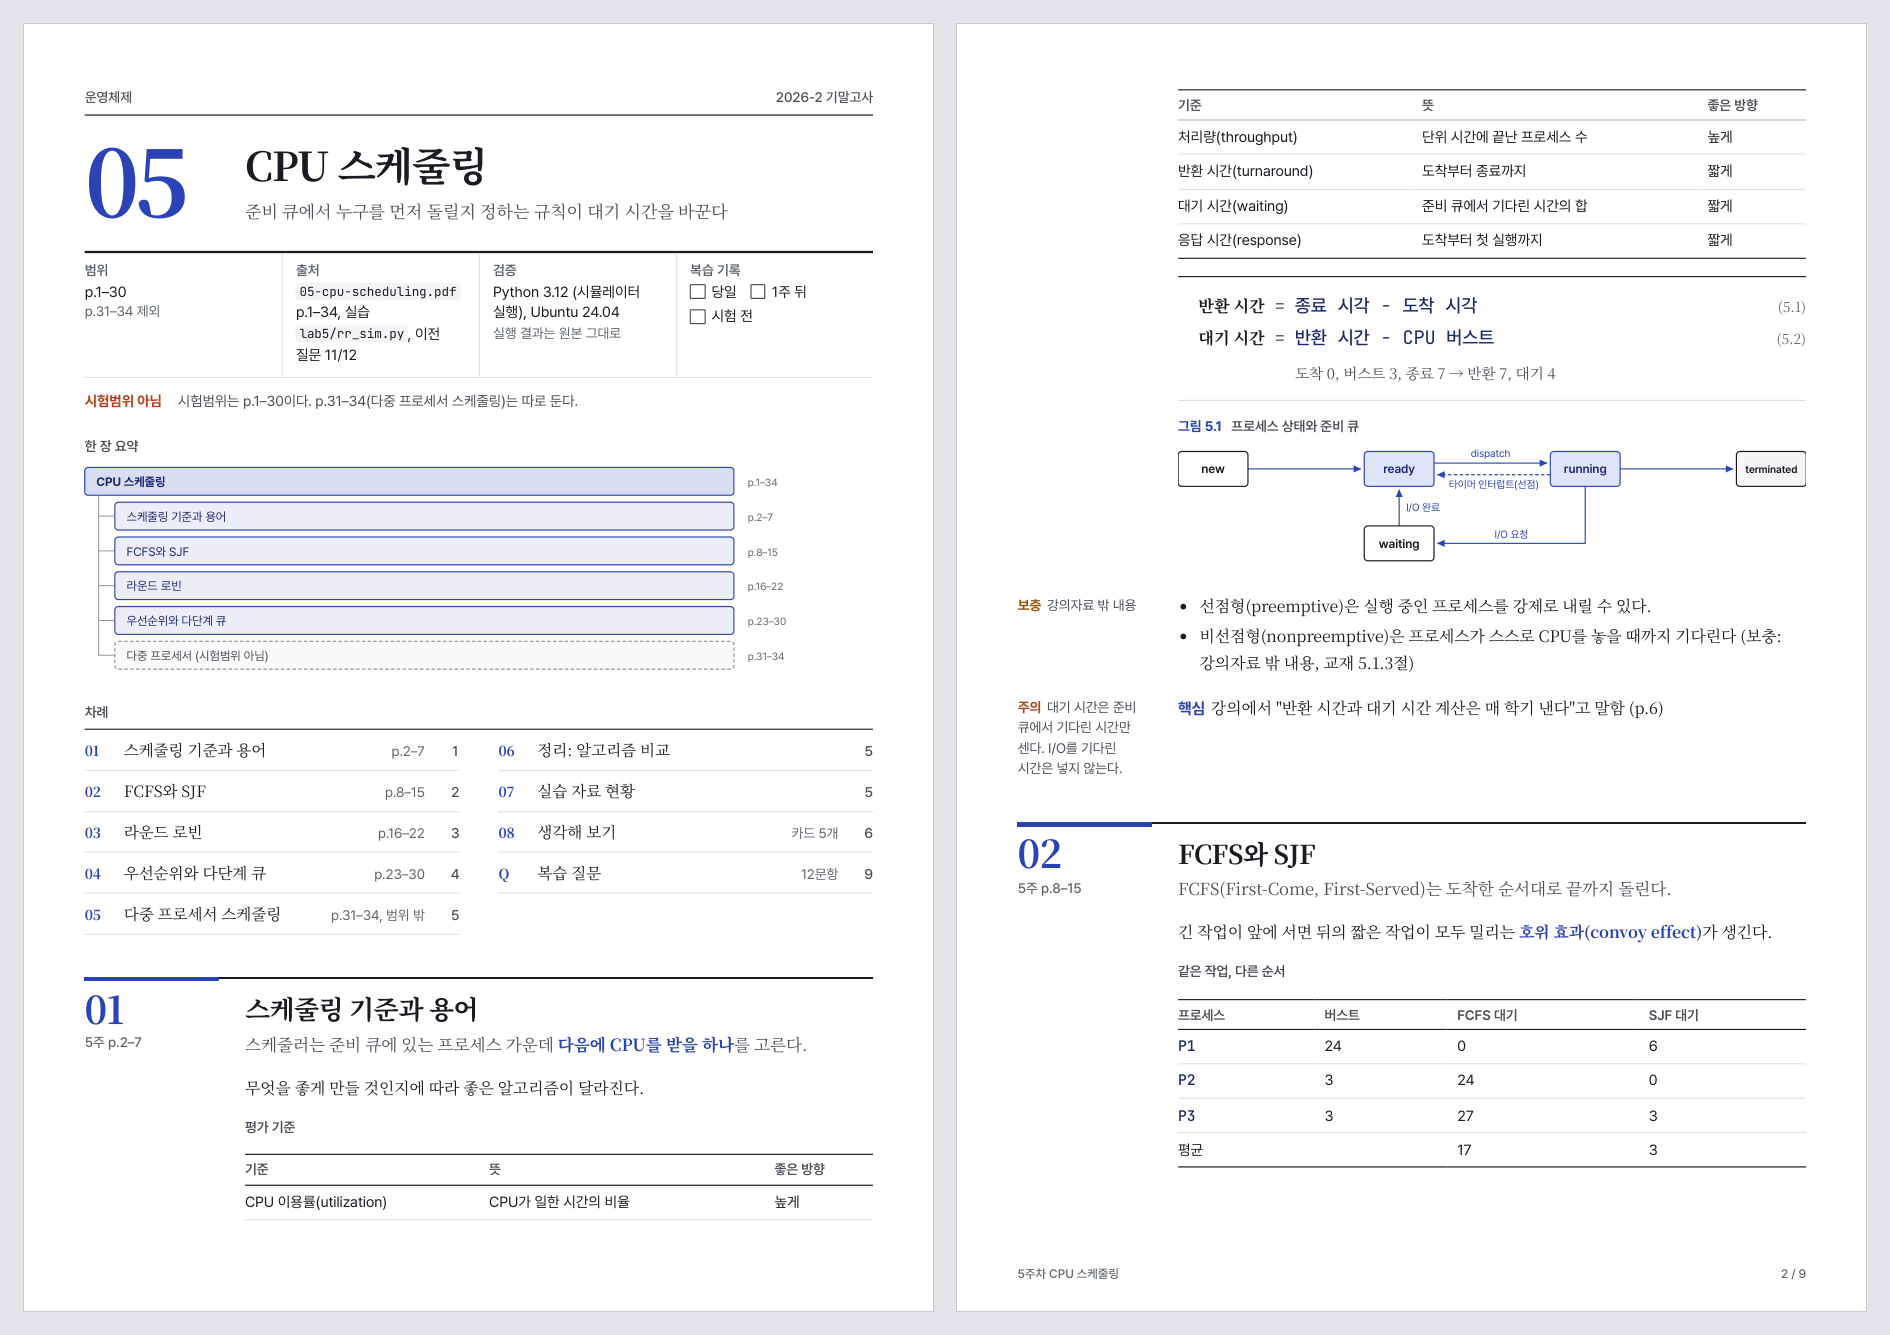 운영체제 2026-2 기말고사
05 CPU 스케줄링
준비 큐에서 누구를 먼저 돌릴지 정하는 규칙이 대기 시간을 바꾼다
범위
p.1–30
p.31–34 제외
출처
05-cpu-scheduling.pdf
p.1–34, 실습
lab5/rr_sim.py, 이전
질문 11/12
검증
Python 3.12 (시뮬레이터
실행), Ubuntu 24.04
실행 결과는 원본 그대로
복습 기록
당일 1주 뒤
시험 전
시험범위 아님 시험범위는 p.1–30이다. p.31–34(다중 프로세서 스케줄링)는 따로 둔다.
한 장 요약
CPU 스케줄링 p.1–34
스케줄링 기준과 용어 p.2–7
FCFS와 SJF p.8–15
라운드 로빈 p.16–22
우선순위와 다단계 큐 p.23–30
다중 프로세서 (시험범위 아님) p.31–34
차례
01 스케줄링 기준과 용어 p.2–7 1
02 FCFS와 SJF p.8–15 2
03 라운드 로빈 p.16–22 3
04 우선순위와 다단계 큐 p.23–30 4
05 다중 프로세서 스케줄링 p.31–34, 범위 밖 5
06 정리: 알고리즘 비교 5
07 실습 자료 현황 5
08 생각해 보기 카드 5개 6
Q 복습 질문 12문항 9
01 스케줄링 기준과 용어
5주 p.2–7
스케줄러는 준비 큐에 있는 프로세스 가운데 다음에 CPU를 받을 하나를 고른다.
무엇을 좋게 만들 것인지에 따라 좋은 알고리즘이 달라진다.
평가 기준
기준 뜻 좋은 방향
CPU 이용률(utilization) CPU가 일한 시간의 비율 높게
기준 뜻 좋은 방향
처리량(throughput) 단위 시간에 끝난 프로세스 수 높게
반환 시간(turnaround) 도착부터 종료까지 짧게
대기 시간(waiting) 준비 큐에서 기다린 시간의 합 짧게
응답 시간(response) 도착부터 첫 실행까지 짧게
반환 시간 = 종료 시각 - 도착 시각 (5.1)
대기 시간 = 반환 시간 - CPU 버스트 (5.2)
도착 0, 버스트 3, 종료 7 → 반환 7, 대기 4
그림 5.1 프로세스 상태와 준비 큐
new
ready
dispatch
타이머 인터럽트(선점)
running
terminated
I/O 완료
waiting
I/O 요청
보충 강의자료 밖 내용
• 선점형(preemptive)은 실행 중인 프로세스를 강제로 내릴 수 있다.
• 비선점형(nonpreemptive)은 프로세스가 스스로 CPU를 놓을 때까지 기다린다 (보충:
강의자료 밖 내용, 교재 5.1.3절)
주의 대기 시간은 준비
큐에서 기다린 시간만
센다. I/O를 기다린
시간은 넣지 않는다.
핵심 강의에서 "반환 시간과 대기 시간 계산은 매 학기 낸다"고 말함 (p.6)
02 FCFS와 SJF
5주 p.8–15
FCFS(First-Come, First-Served)는 도착한 순서대로 끝까지 돌린다.
긴 작업이 앞에 서면 뒤의 짧은 작업이 모두 밀리는 호위 효과(convoy effect)가 생긴다.
같은 작업, 다른 순서
프로세스 버스트 FCFS 대기 SJF 대기
P1 24 0 6
P2 3 24 0
P3 3 27 3
평균 17 3
5주차 CPU 스케줄링 2 / 9